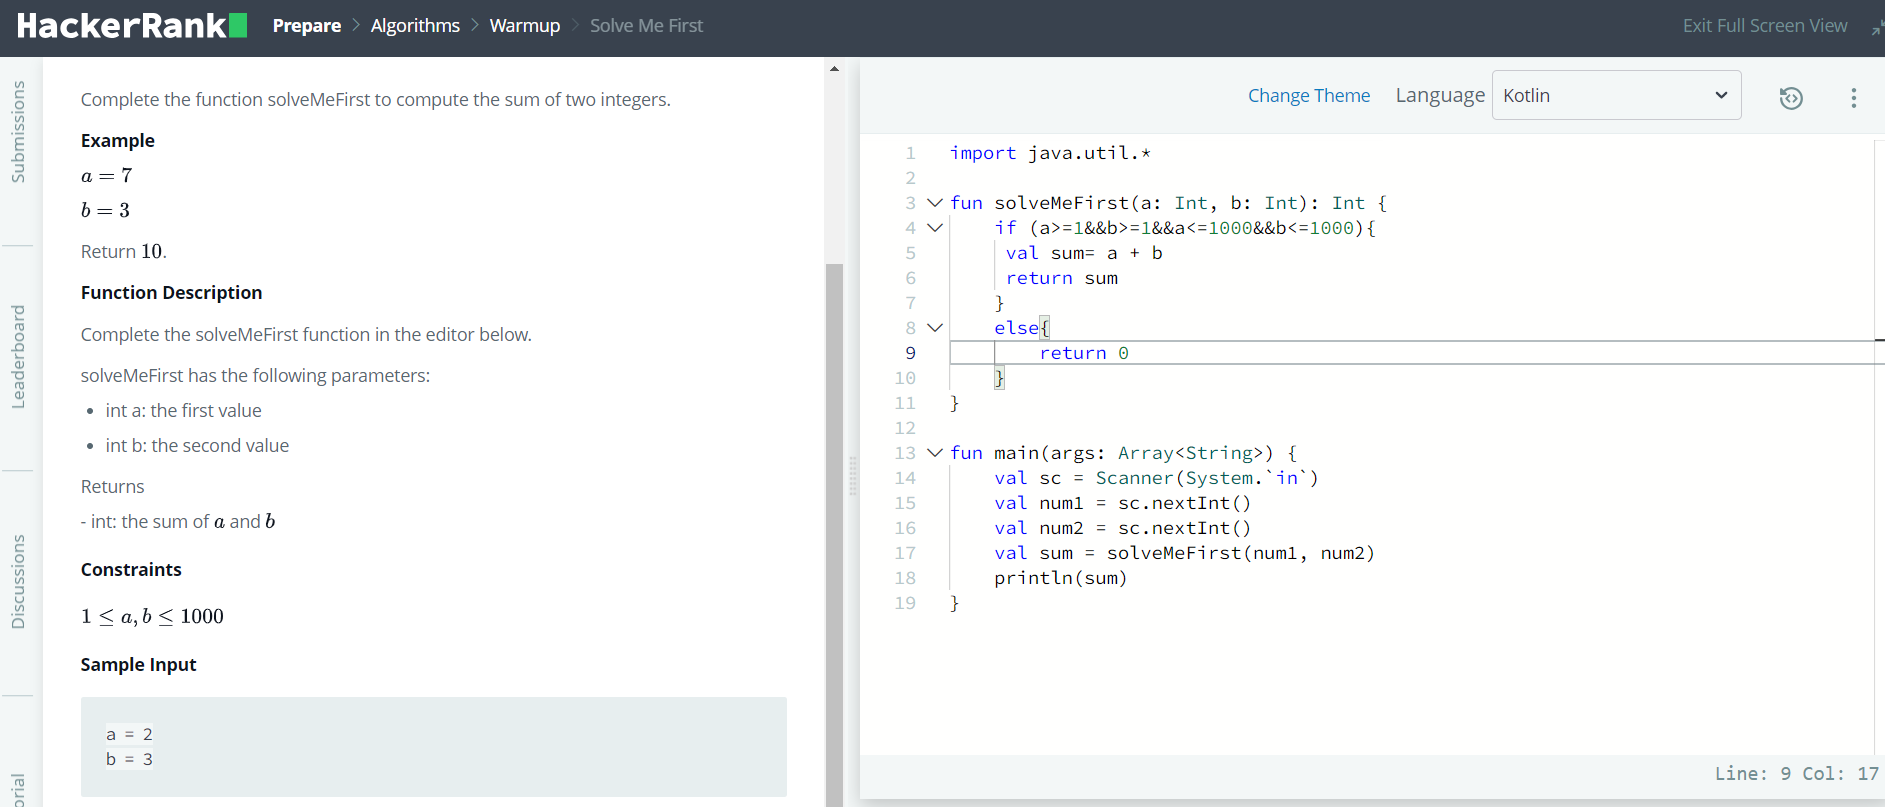 HackerRank Prepare > Algorithms > Warmup > Solve Me First Exit Full Screen View
Submissions
Leaderboard
Discussions
orial
Complete the function solveMeFirst to compute the sum of two integers.
Example
a = 7
b = 3
Return 10.
Function Description
Complete the solveMeFirst function in the editor below.
solveMeFirst has the following parameters:
• int a: the first value
• int b: the second value
Returns
- int: the sum of a and b
Constraints
1 ≤ a, b ≤ 1000
Sample Input
a = 2
b = 3
Change Theme Language Kotlin
1 import java.util.*
2
3 fun solveMeFirst(a: Int, b: Int): Int {
4 if (a>=1&&b>=1&&a<=1000&&b<=1000){
5 val sum= a + b
6 return sum
7 }
8 else{
9 return 0
10 }
11 }
12
13 fun main(args: Array<String>) {
14 val sc = Scanner(System.`in`)
15 val num1 = sc.nextInt()
16 val num2 = sc.nextInt()
17 val sum = solveMeFirst(num1, num2)
18 println(sum)
19 }
Line: 9 Col: 17